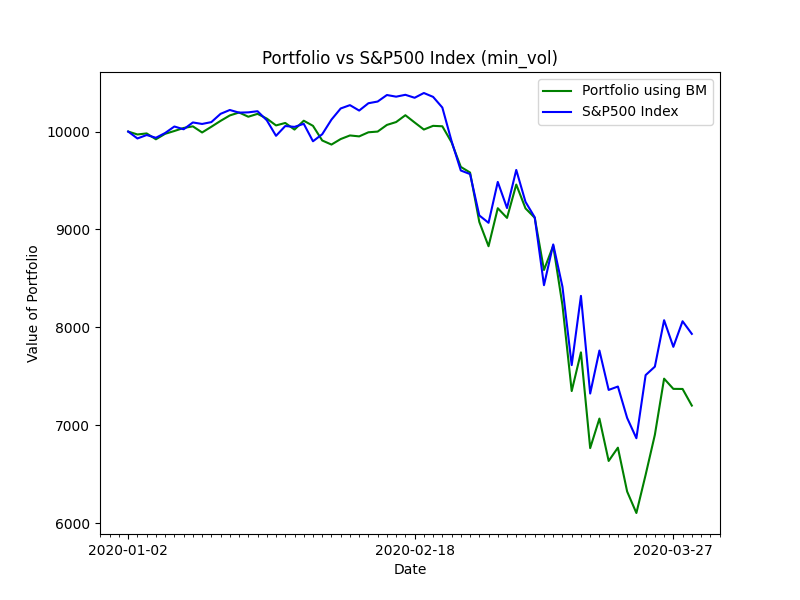 Portfolio vs S&P500 Index (min_vol)
Portfolio using BM
S&P500 Index
10000
9000
8000
7000
6000
Value of Portfolio
2020-01-02
2020-02-18
2020-03-27
Date